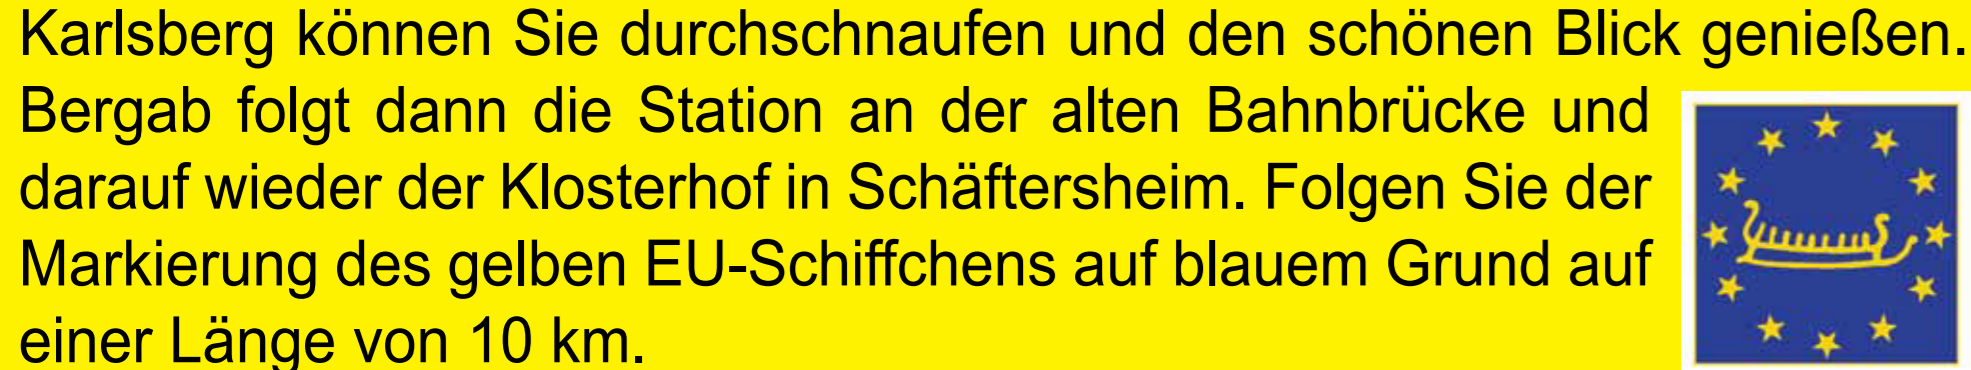 Karlsberg können Sie durchschnaufen und den schönen Blick genießen.
Bergab folgt dann die Station an der alten Bahnbrücke und
darauf wieder der Klosterhof in Schäftersheim. Folgen Sie der
Markierung des gelben EU-Schiffchens auf blauem Grund auf
einer Länge von 10 km.